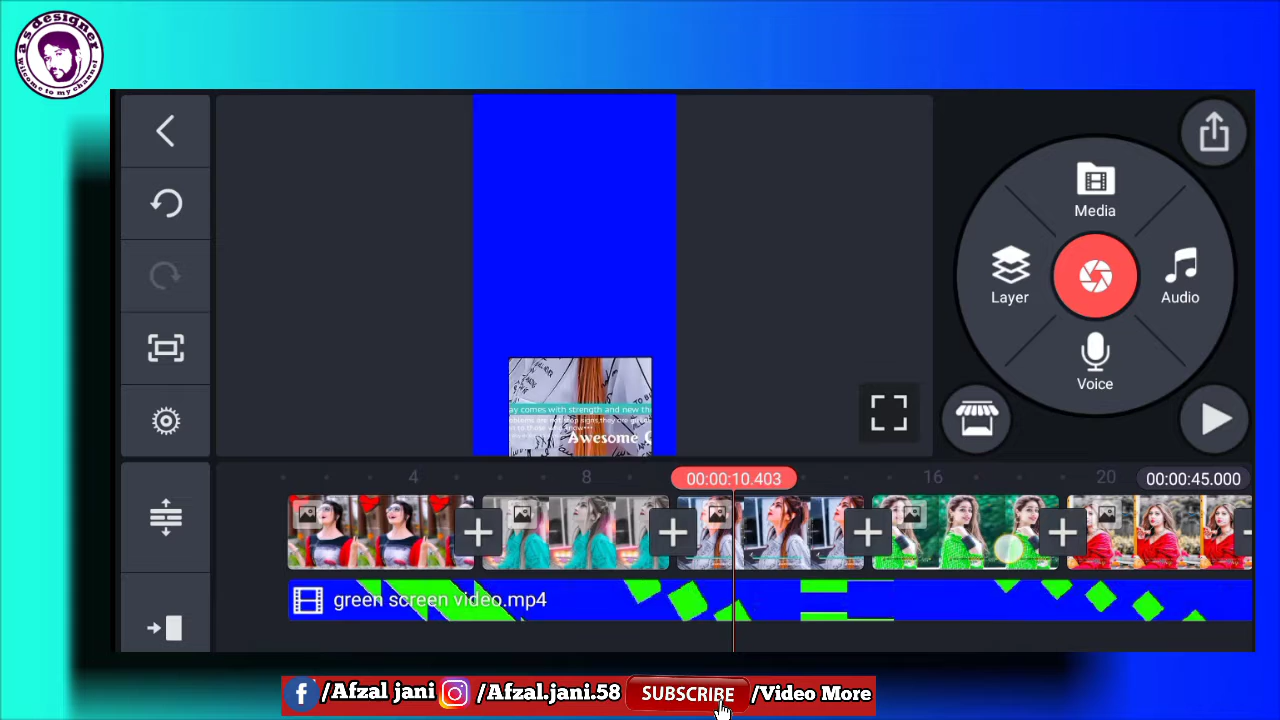 as designer
Wilcome to my channel
Media
Layer
Audio
Voice
ay comes with strength and new th
Awesome
4
8
00:00:10.403
16
20
00:00:45.000
green screen video.mp4
/Afzal jani
/Afzal.jani.58
SUBSCRIBE
/Video More